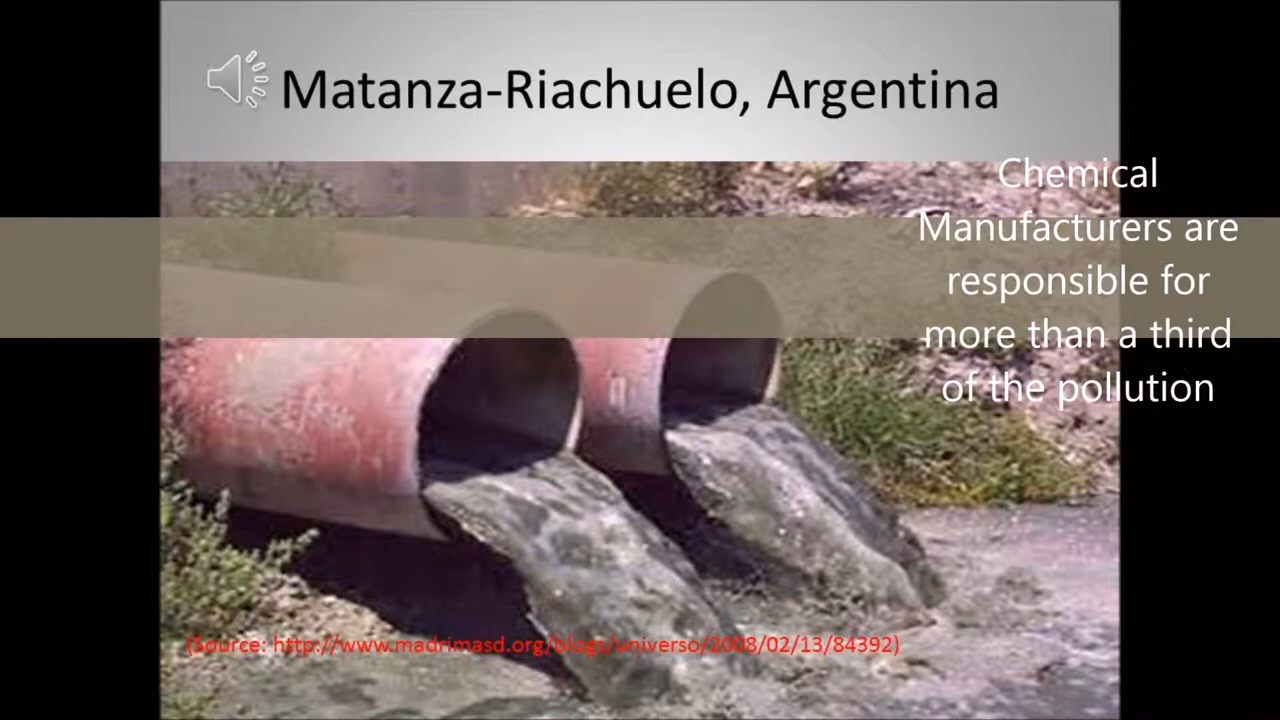 Matanza-Riachuelo, Argentina
Chemical
Manufacturers are
responsible for
more than a third
of the pollution
(Source: http://www.madrimasd.org/blogs/universo/2008/02/13/84392)